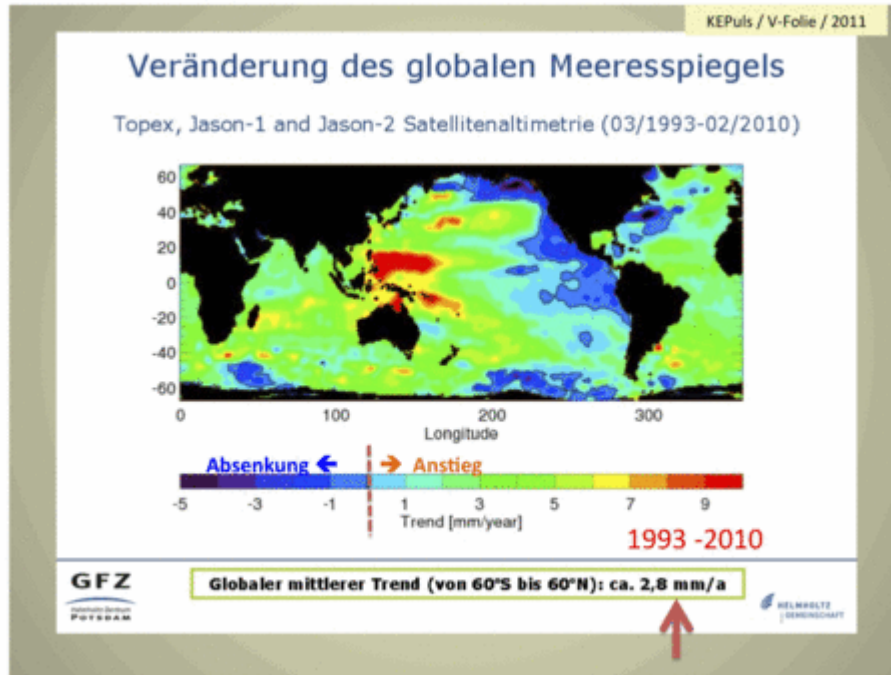 KEPuls / V-Folie / 2011
Veränderung des globalen Meeresspiegels
Topex, Jason-1 and Jason-2 Satellitenaltimetrie (03/1993-02/2010)
60
40
20
0
-20
-40
-60
0 100 200 300
Longitude
Absenkung ← → Anstieg
-5 -3 -1 1 3 5 7 9
Trend [mm/year]
1993 -2010
GFZ
Helmholtz-Zentrum
POTSDAM
Globaler mittlerer Trend (von 60°S bis 60°N): ca. 2,8 mm/a
HELMHOLTZ
GEMEINSCHAFT